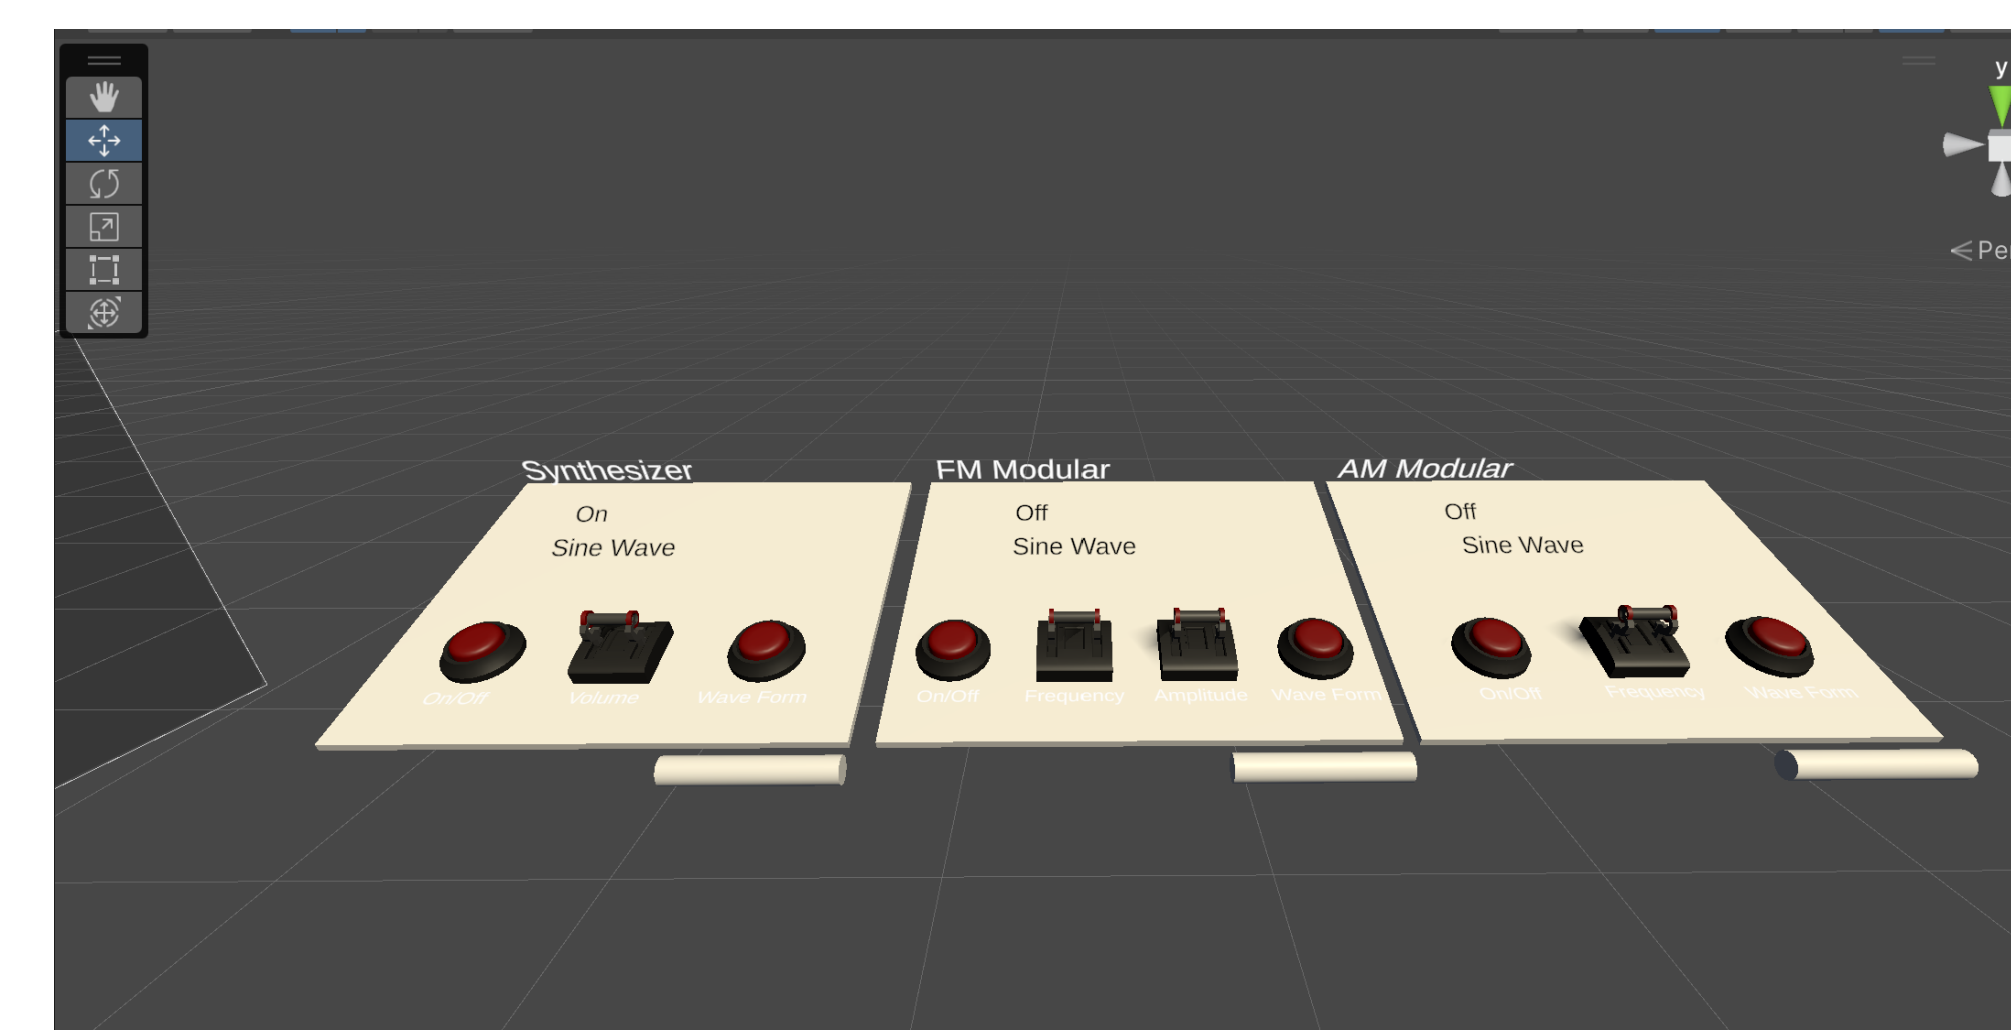 y
Per
Synthesizer
FM Modular
AM Modular
On
Sine Wave
Off
Sine Wave
Off
Sine Wave
On/Off
Volume
Wave Form
On/Off
Frequency
Amplitude
Wave Form
On/Off
Frequency
Wave Form